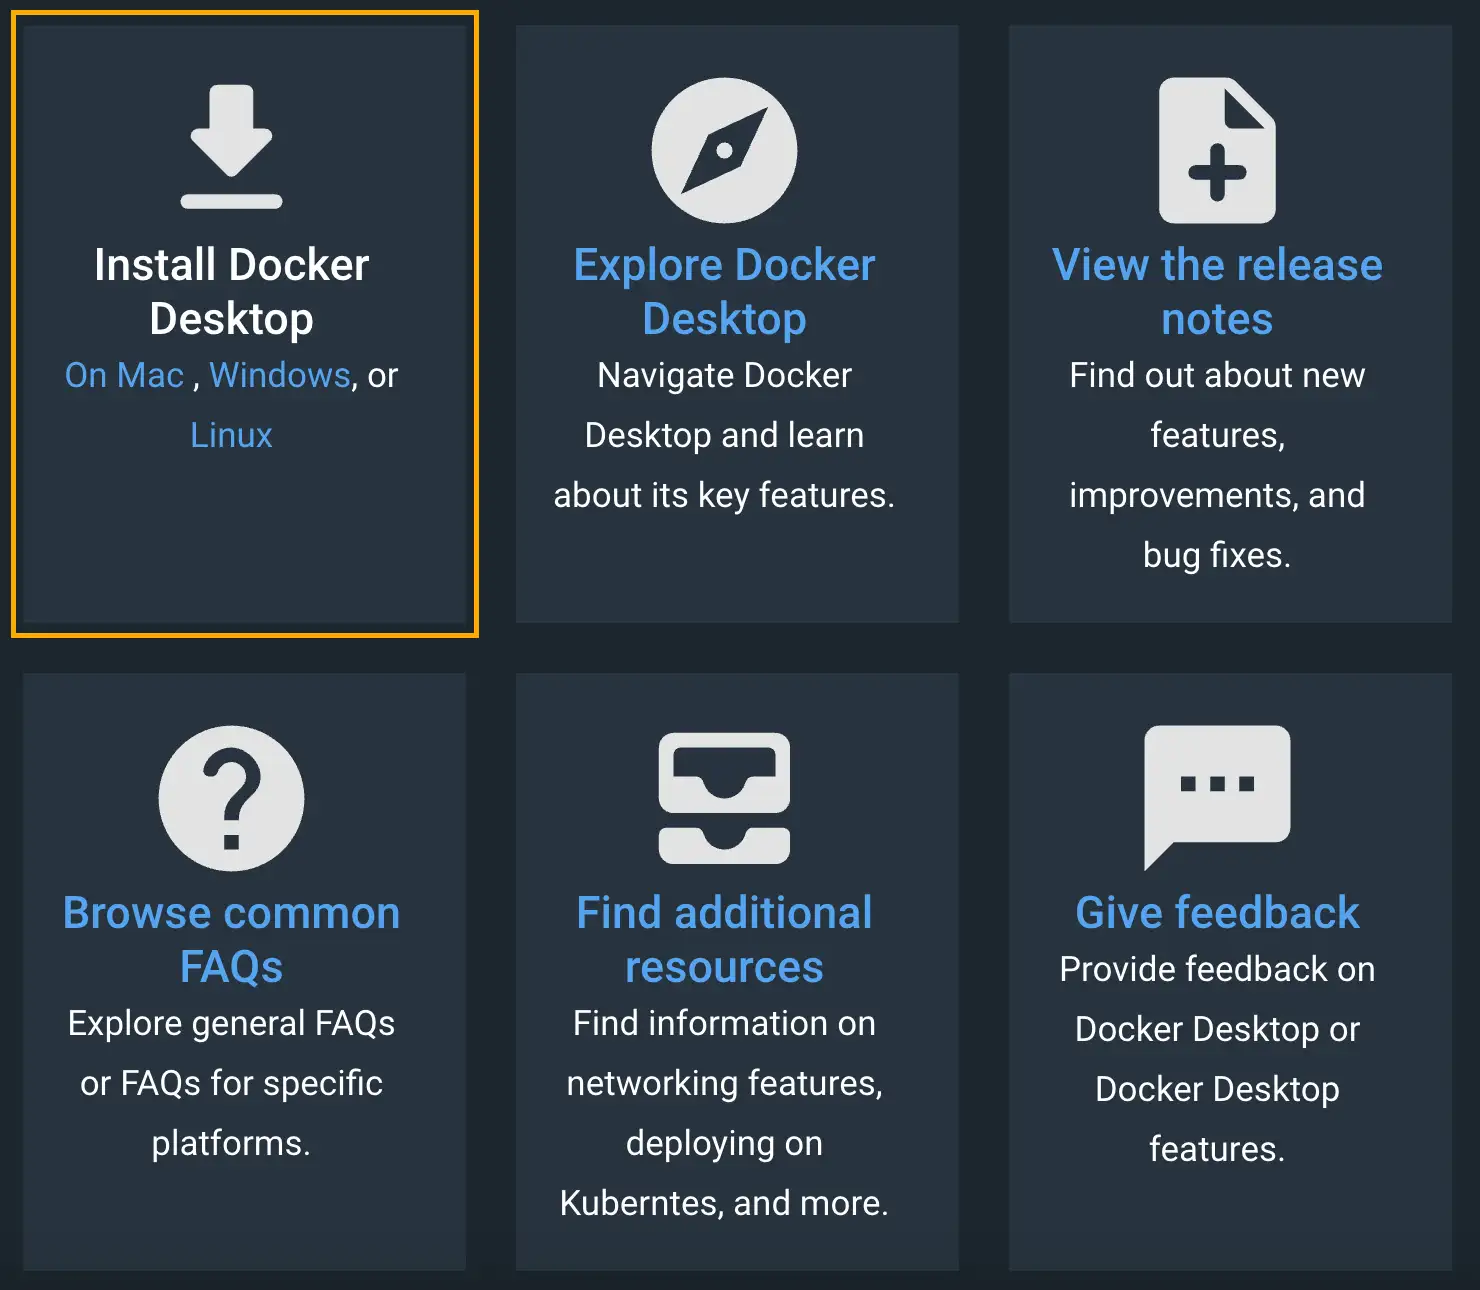 Install Docker
Desktop
On Mac , Windows, or
Linux
Explore Docker
Desktop
Navigate Docker
Desktop and learn
about its key features.
View the release
notes
Find out about new
features,
improvements, and
bug fixes.
Browse common
FAQs
Explore general FAQs
or FAQs for specific
platforms.
Find additional
resources
Find information on
networking features,
deploying on
Kuberntes, and more.
Give feedback
Provide feedback on
Docker Desktop or
Docker Desktop
features.